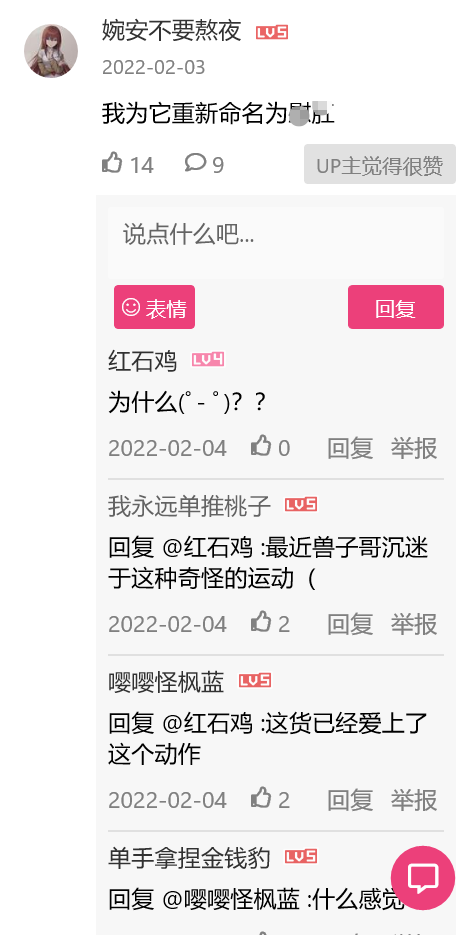 婉安不要熬夜 LV5
2022-02-03
我为它重新命名为
14 9 UP主觉得很赞
说点什么吧...
表情 回复
红石鸡 LV4
为什么(ﾟ-ﾟ)？？
2022-02-04 0 回复 举报
我永远单推桃子 LV5
回复 @红石鸡 :最近兽子哥沉迷
于这种奇怪的运动（
2022-02-04 2 回复 举报
嘤嘤怪枫蓝 LV5
回复 @红石鸡 :这货已经爱上了
这个动作
2022-02-04 2 回复 举报
单手拿捏金钱豹 LV5
回复 @嘤嘤怪枫蓝 :什么感觉